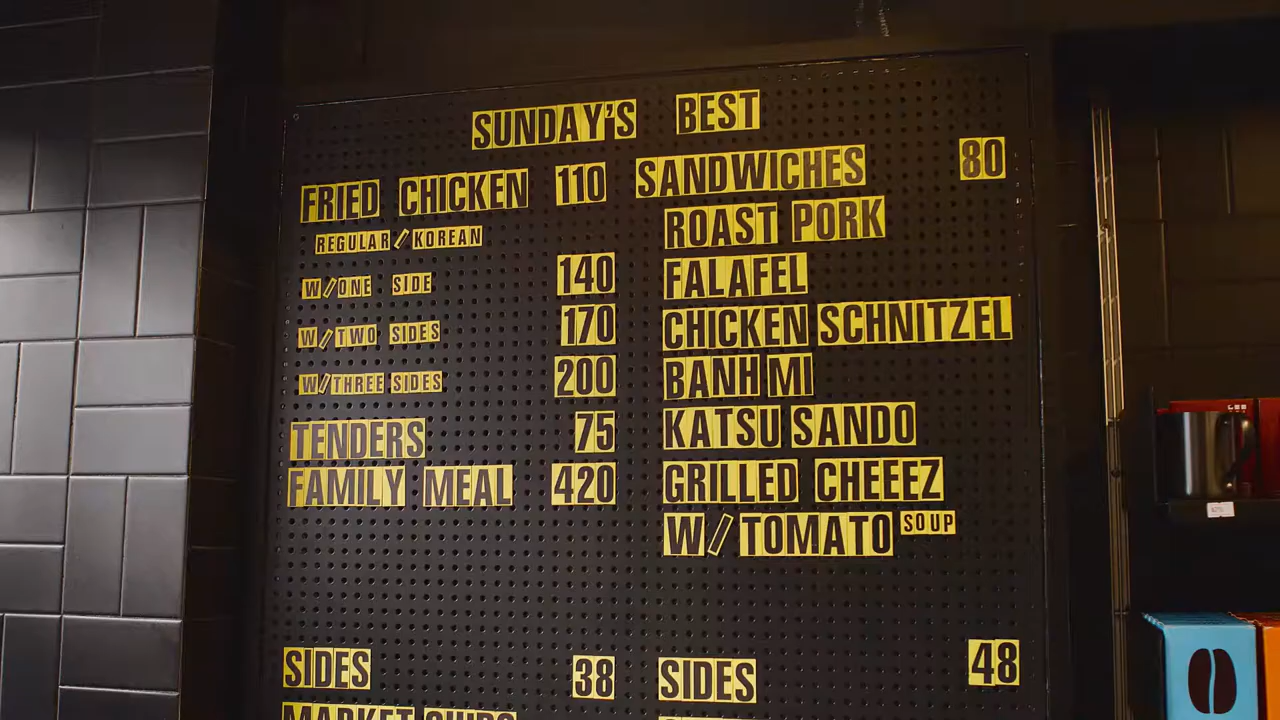 SUNDAY'S BEST
FRIED CHICKEN 110
REGULAR/KOREAN
W/ONE SIDE 140
W/TWO SIDES 170
W/THREE SIDES 200
TENDERS 75
FAMILY MEAL 420
SANDWICHES 80
ROAST PORK
FALAFEL
CHICKEN SCHNITZEL
BANH MI
KATSU SANDO
GRILLED CHEEEZ
W/TOMATO SOUP
SIDES 38
SIDES 48